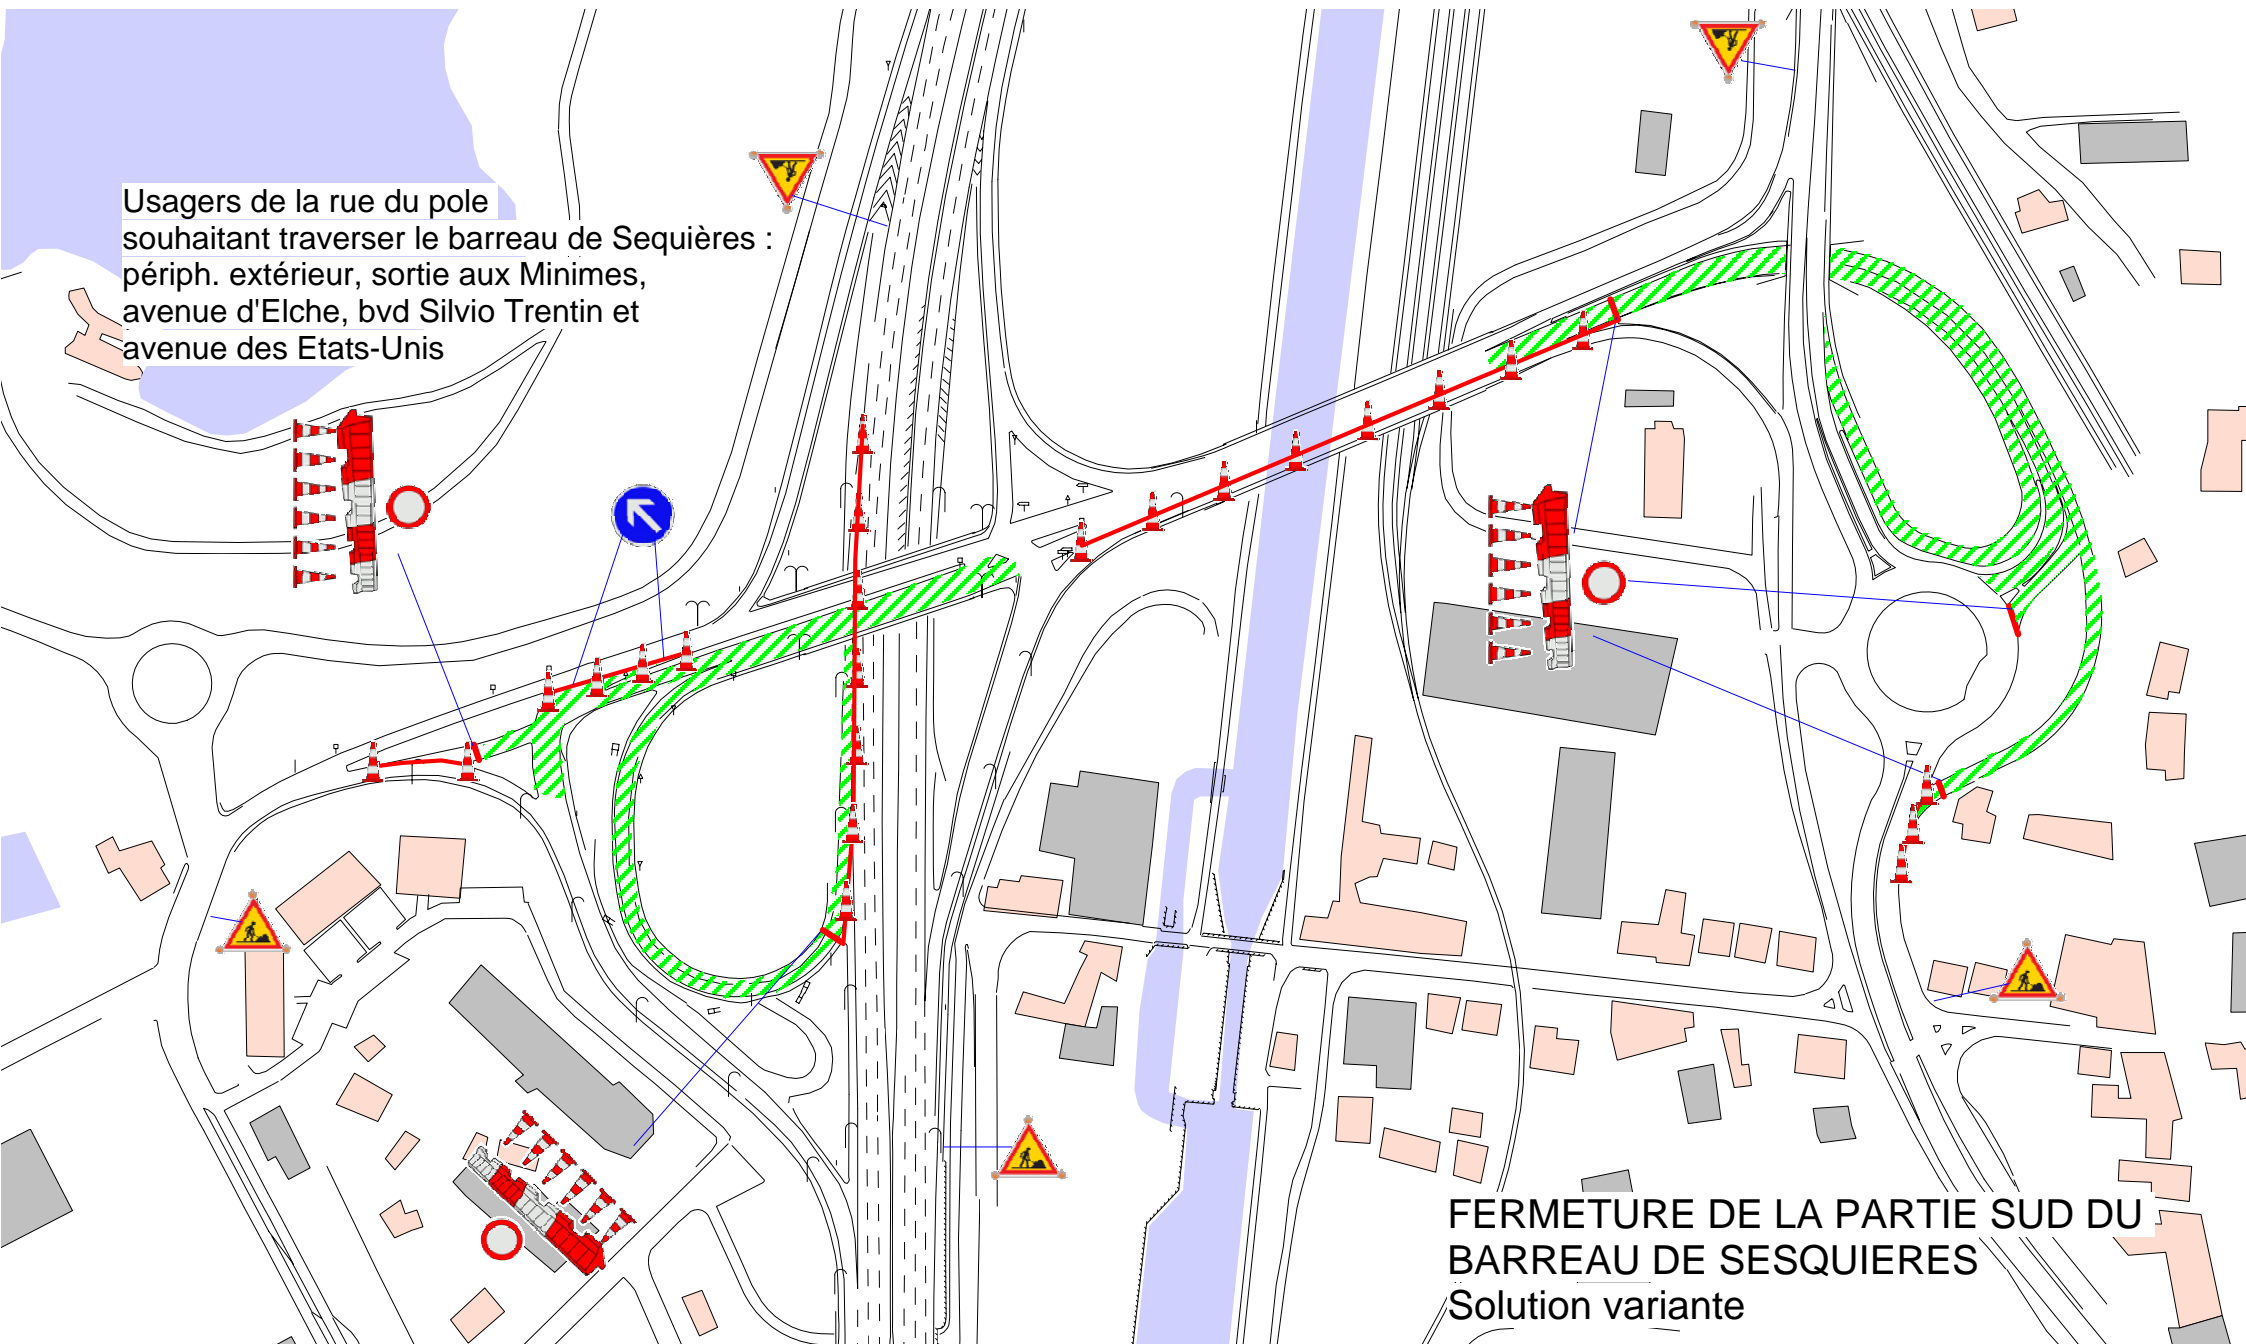 Usagers de la rue du pole
souhaitant traverser le barreau de Sequières :
périph. extérieur, sortie aux Minimes,
avenue d'Elche, bvd Silvio Trentin et
avenue des Etats-Unis
FERMETURE DE LA PARTIE SUD DU
BARREAU DE SESQUIERES
Solution variante